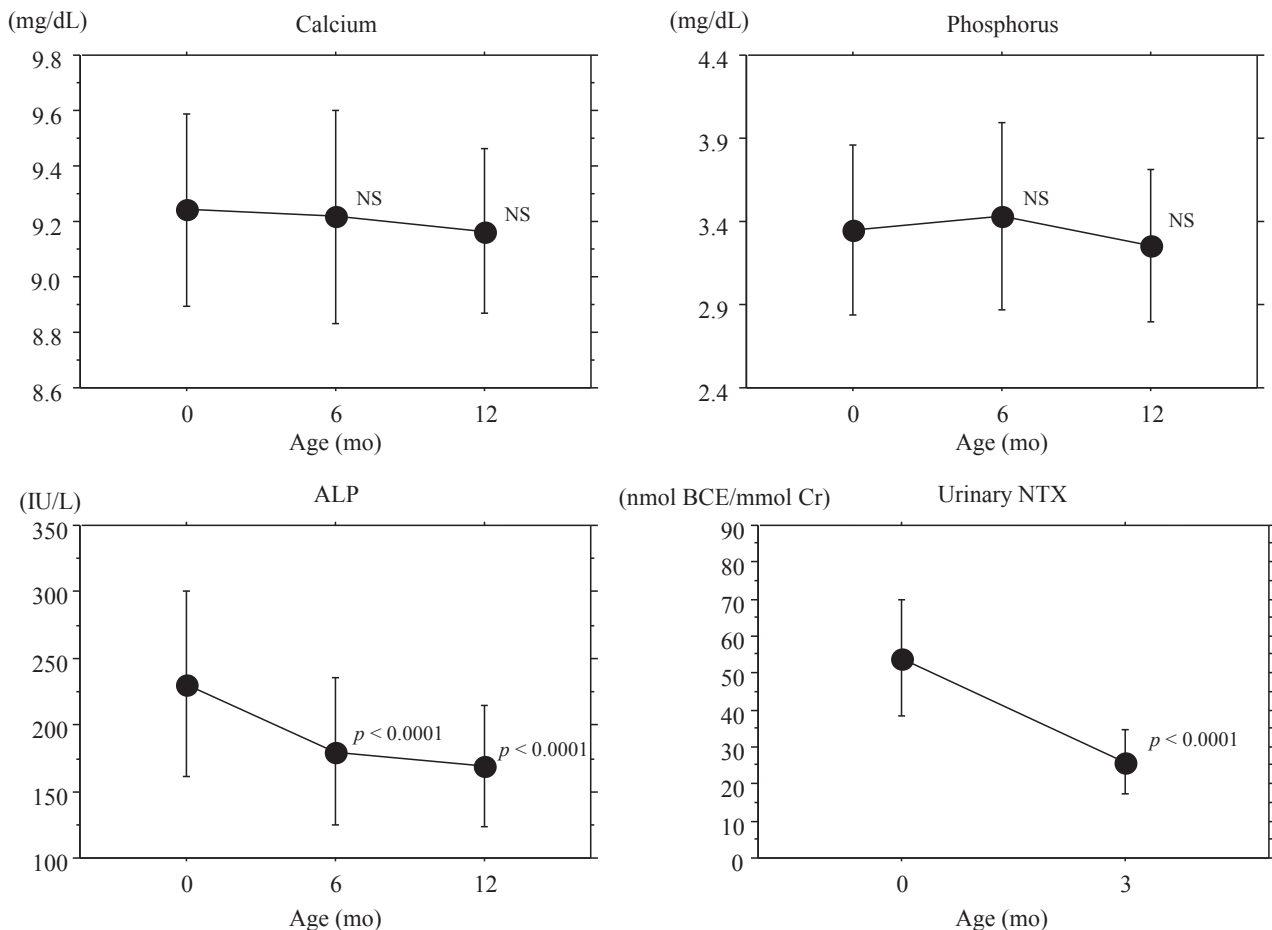 (mg/dL)
Calcium
9.8
9.6
9.4
9.2
9.0
8.8
8.6
NS
NS
0 6 12
Age (mo)
(mg/dL)
Phosphorus
4.4
3.9
3.4
2.9
2.4
NS
NS
0 6 12
Age (mo)
(IU/L)
ALP
350
300
250
200
150
100
p < 0.0001
p < 0.0001
0 6 12
Age (mo)
(nmol BCE/mmol Cr)
Urinary NTX
90
80
70
60
50
40
30
20
10
0
p < 0.0001
0 3
Age (mo)